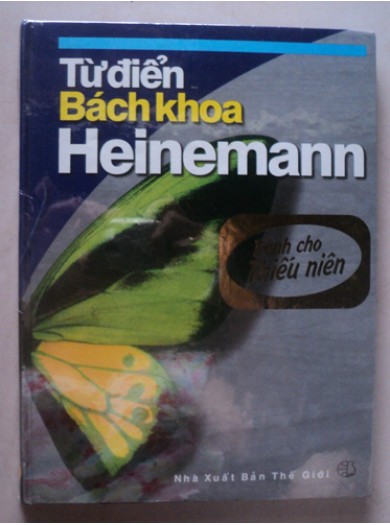 Từ điển
Bách khoa
Heinemann
Dành cho
thiếu niên
Nhà Xuất Bản Thế Giới